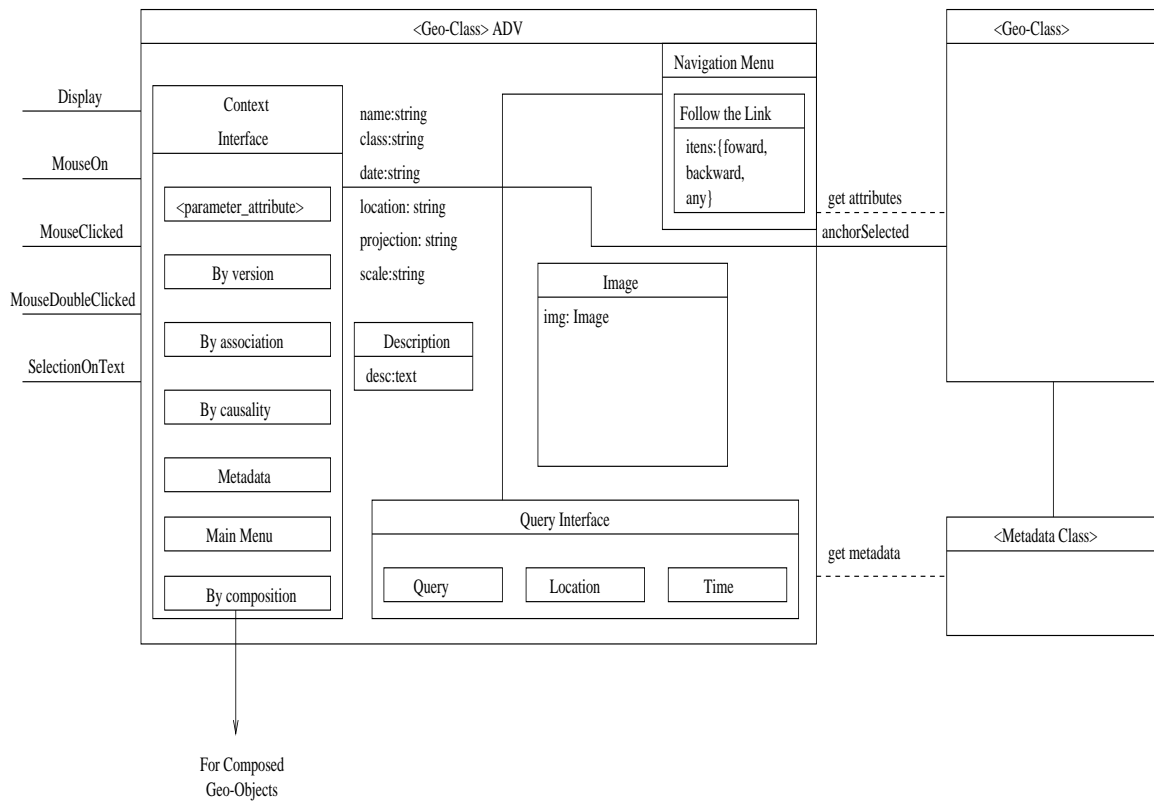 <Geo-Class> ADV
<Geo-Class>
Navigation Menu
Display
MouseOn
MouseClicked
MouseDoubleClicked
SelectionOnText
Context
Interface
<parameter_attribute>
By version
By association
By causality
Metadata
Main Menu
By composition
name:string
class:string
date:string
location: string
projection: string
scale:string
Description
desc:text
Follow the Link
itens:{foward,
backward,
any}
get attributes
anchorSelected
Image
img: Image
Query Interface
Query
Location
Time
get metadata
<Metadata Class>
For Composed
Geo-Objects